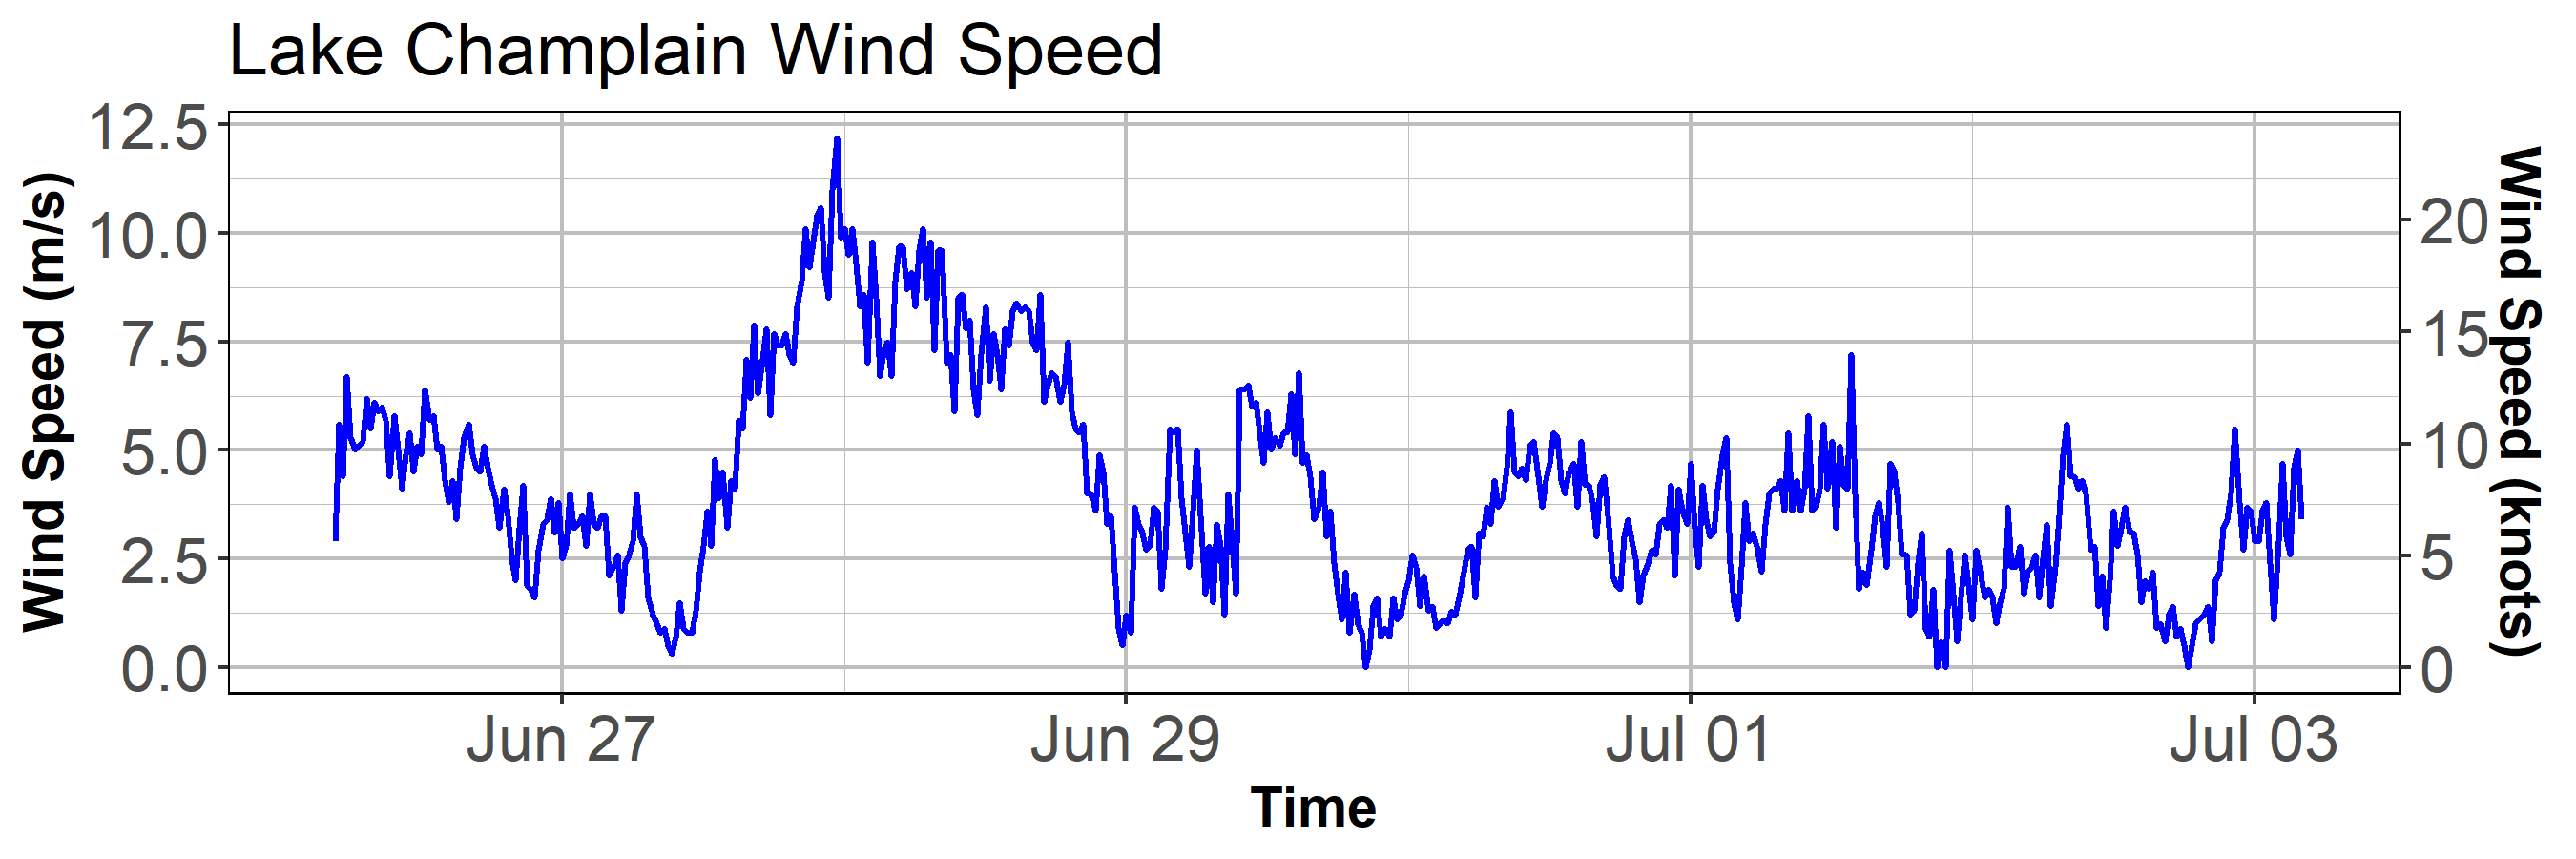 Lake Champlain Wind Speed
12.5
10.0
7.5
5.0
2.5
0.0
Wind Speed (m/s)
20
15
10
5
0
Wind Speed (knots)
Jun 27
Jun 29
Jul 01
Jul 03
Time